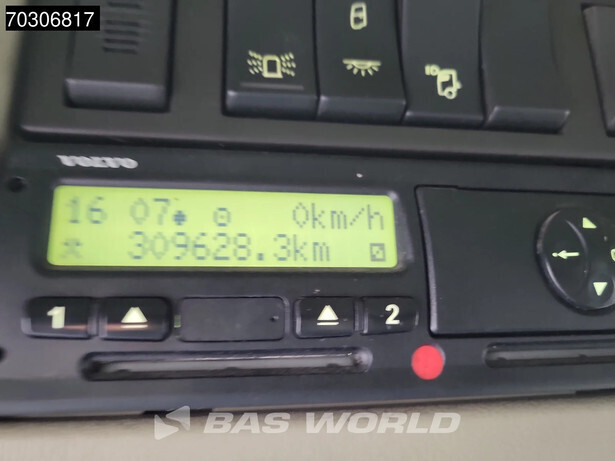 70306817
VOLVO
16 07 0km/h
309628.3km
1
2
BAS WORLD